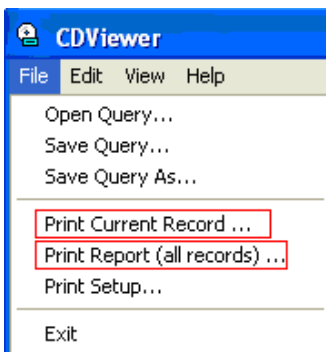 CDViewer
File Edit View Help
Open Query...
Save Query...
Save Query As...
Print Current Record ...
Print Report (all records) ...
Print Setup...
Exit